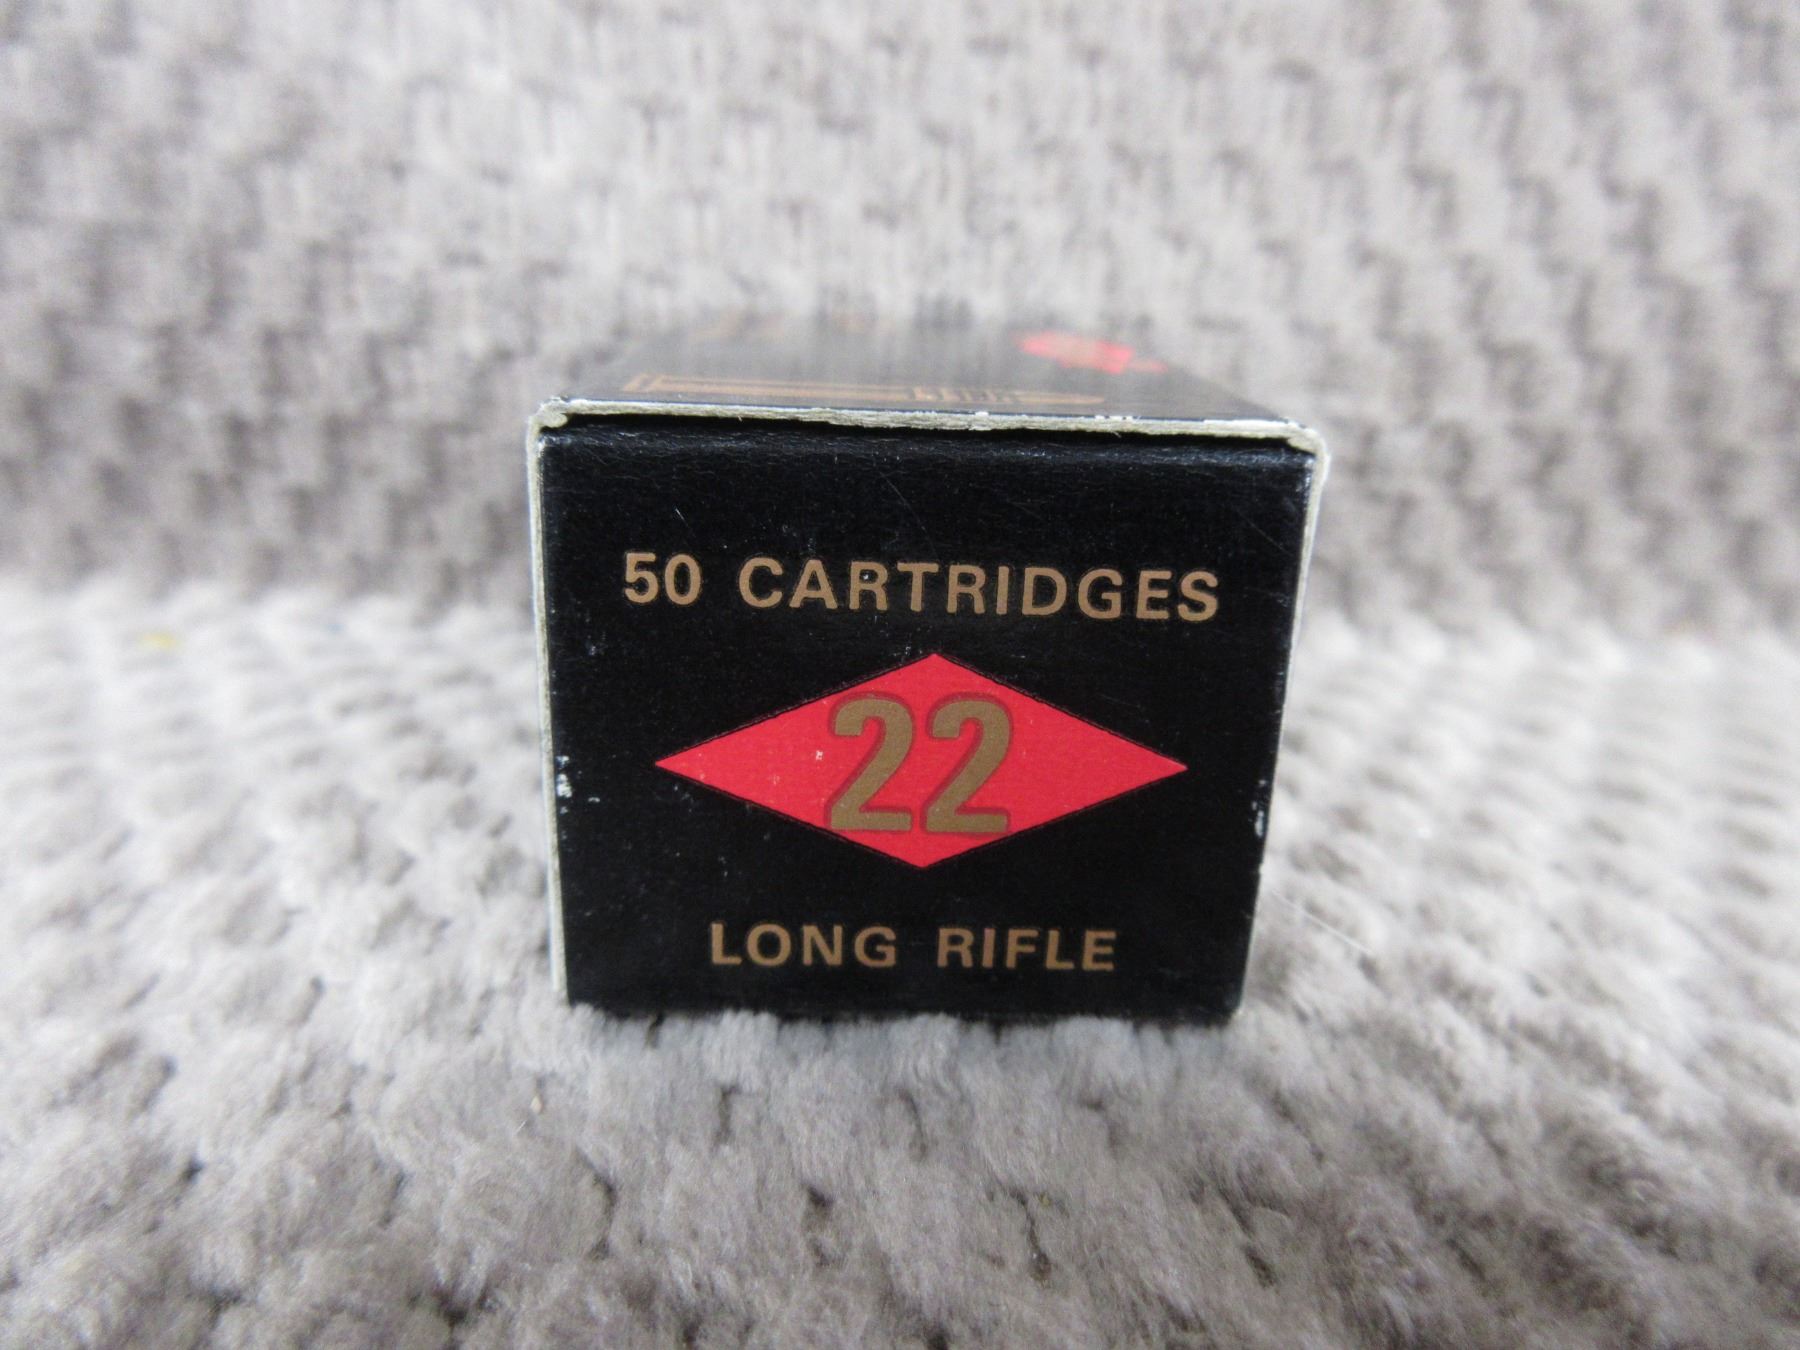 50 CARTRIDGES
22
LONG RIFLE